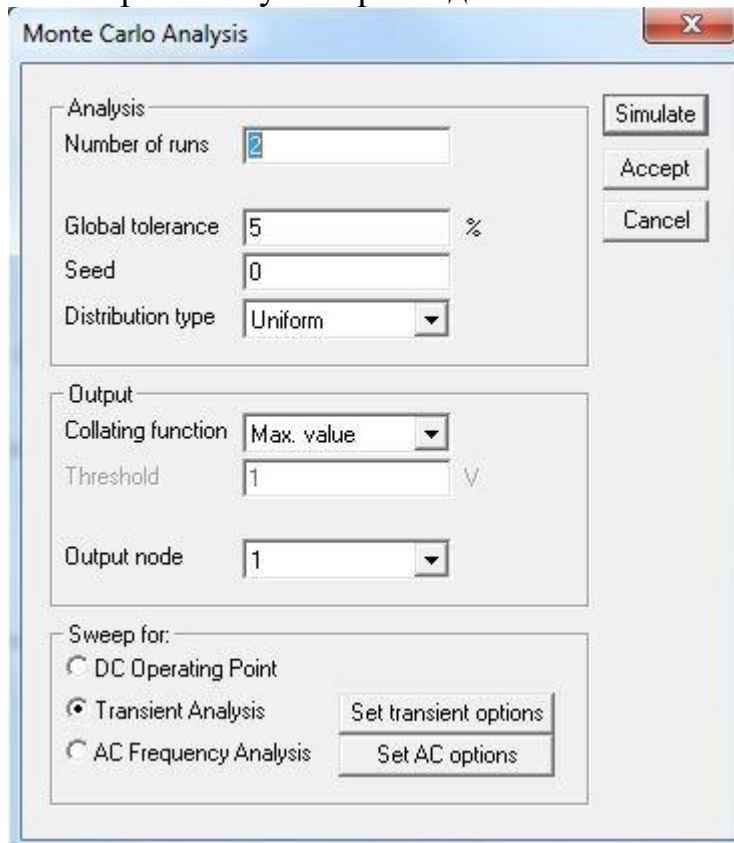 Monte Carlo Analysis
X
Analysis
Number of runs 2
Global tolerance 5 %
Seed 0
Distribution type Uniform
Simulate
Accept
Cancel
Output
Collating function Max. value
Threshold 1 V
Output node 1
Sweep for:
DC Operating Point
Transient Analysis Set transient options
AC Frequency Analysis Set AC options